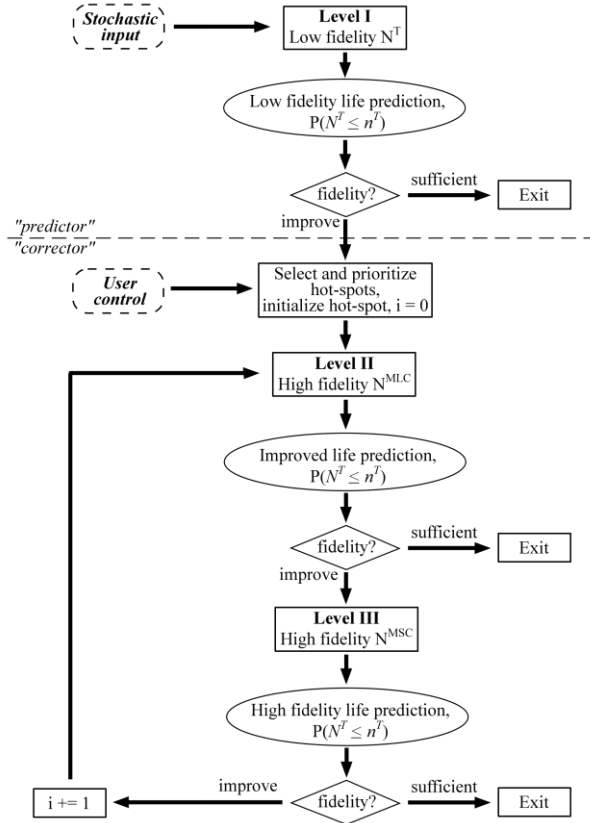 Stochastic
input
Level I
Low fidelity N^T
Low fidelity life prediction,
P(N^T ≤ n^T)
fidelity?
sufficient
Exit
improve
"predictor"
"corrector"
User
control
Select and prioritize
hot-spots,
initialize hot-spot, i = 0
Level II
High fidelity N^MLC
Improved life prediction,
P(N^T ≤ n^T)
fidelity?
sufficient
Exit
improve
Level III
High fidelity N^MSC
High fidelity life prediction,
P(N^T ≤ n^T)
i += 1
improve
fidelity?
sufficient
Exit